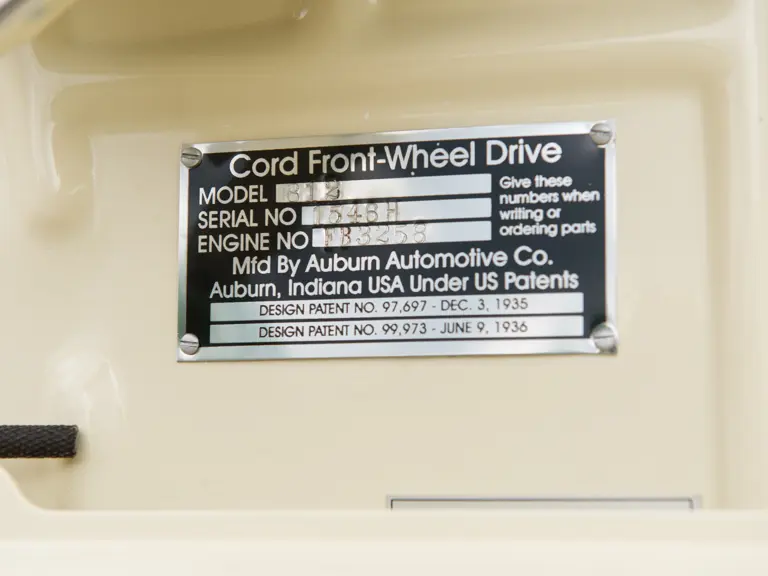 Cord Front-Wheel Drive
MODEL 812
SERIAL NO 1548H
ENGINE NO FB3258
Give these
numbers when
writing or
ordering parts
Mfd By Auburn Automotive Co.
Auburn, Indiana USA Under US Patents
DESIGN PATENT NO. 97,697 - DEC. 3, 1935
DESIGN PATENT NO. 99,973 - JUNE 9, 1936